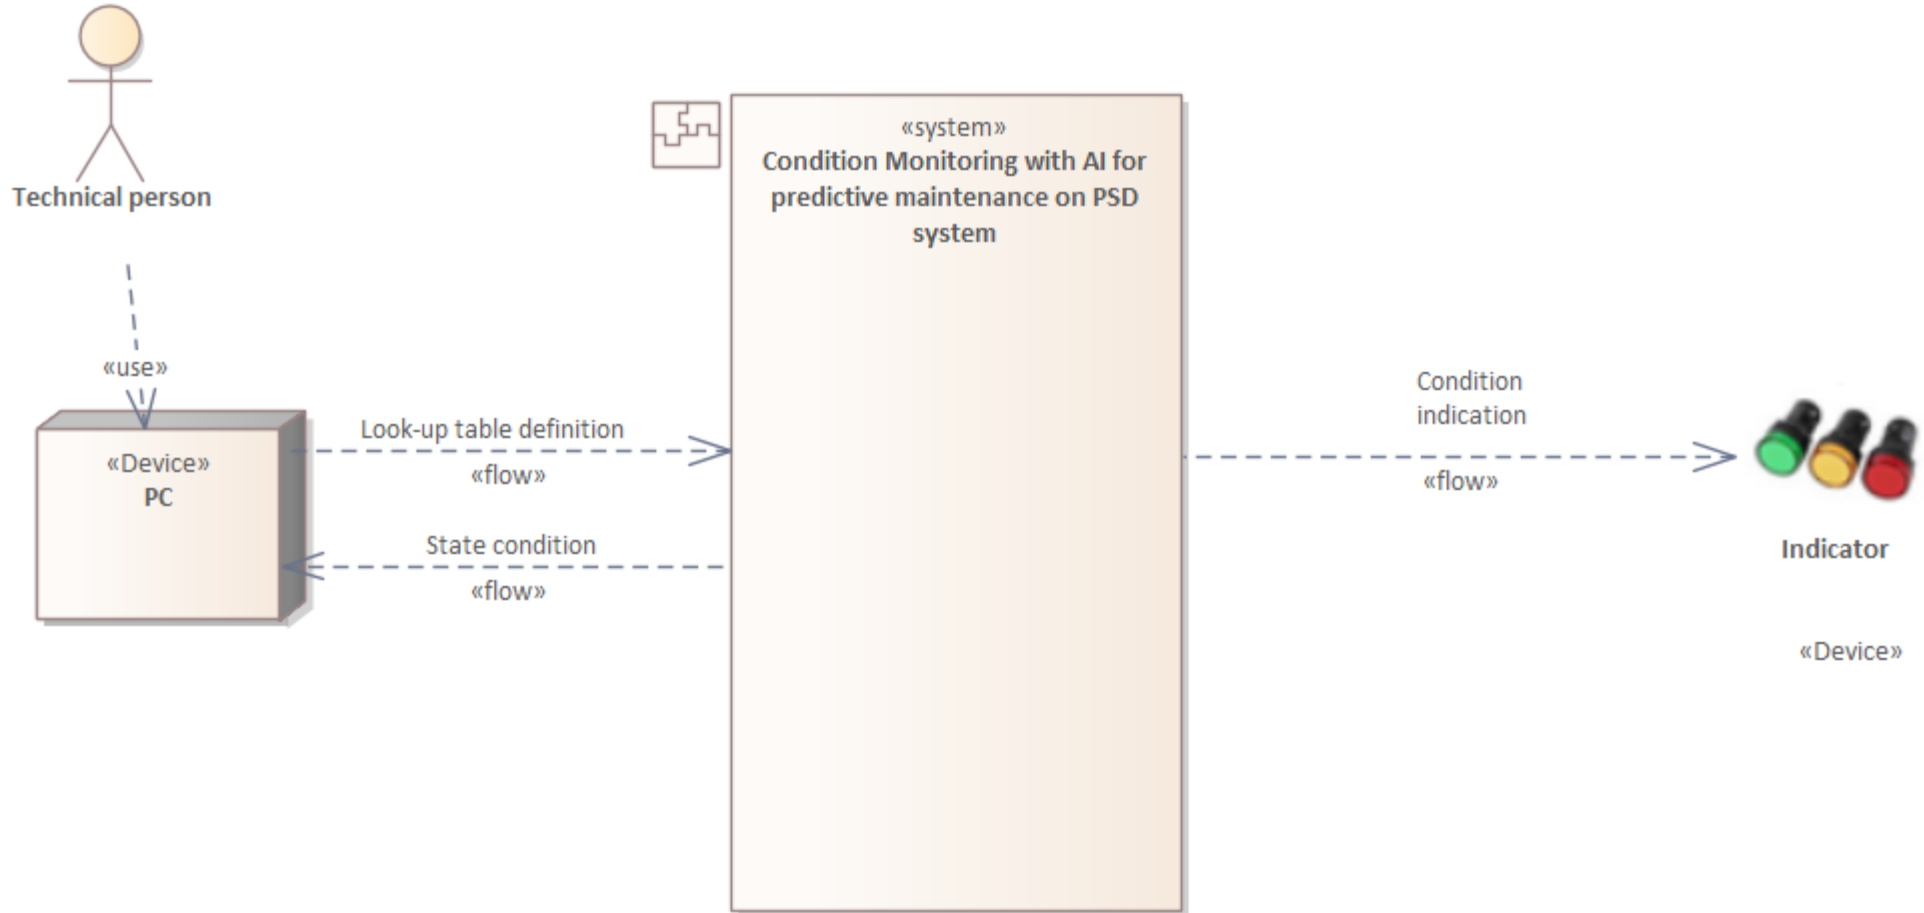 Technical person
«use»
«Device»
PC
Look-up table definition
«flow»
State condition
«flow»
«system»
Condition Monitoring with AI for
predictive maintenance on PSD
system
Condition
indication
«flow»
Indicator
«Device»